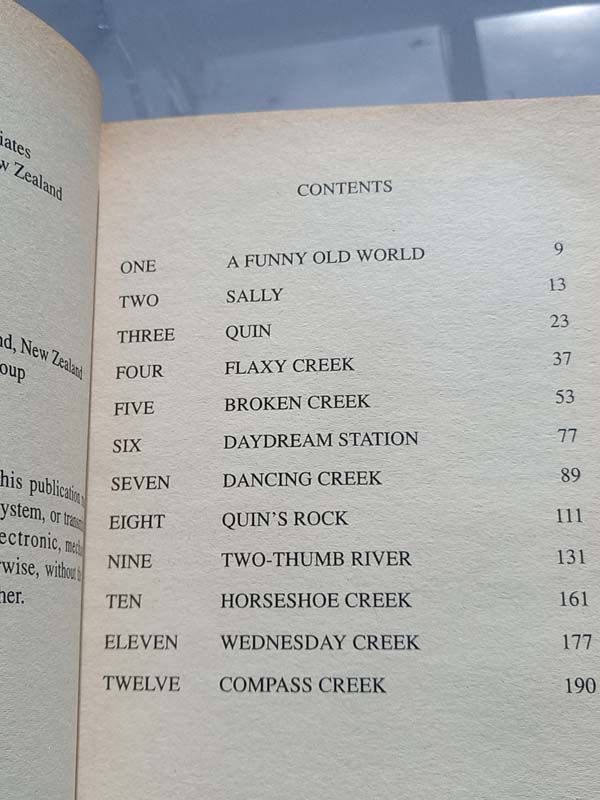 iates
w Zealand
nd, New Zealand
oup
his publication
ystem, or
ectronic,
rwise, without
her.
CONTENTS
ONE A FUNNY OLD WORLD 9
TWO SALLY 13
THREE QUIN 23
FOUR FLAXY CREEK 37
FIVE BROKEN CREEK 53
SIX DAYDREAM STATION 77
SEVEN DANCING CREEK 89
EIGHT QUIN'S ROCK 111
NINE TWO-THUMB RIVER 131
TEN HORSESHOE CREEK 161
ELEVEN WEDNESDAY CREEK 177
TWELVE COMPASS CREEK 190